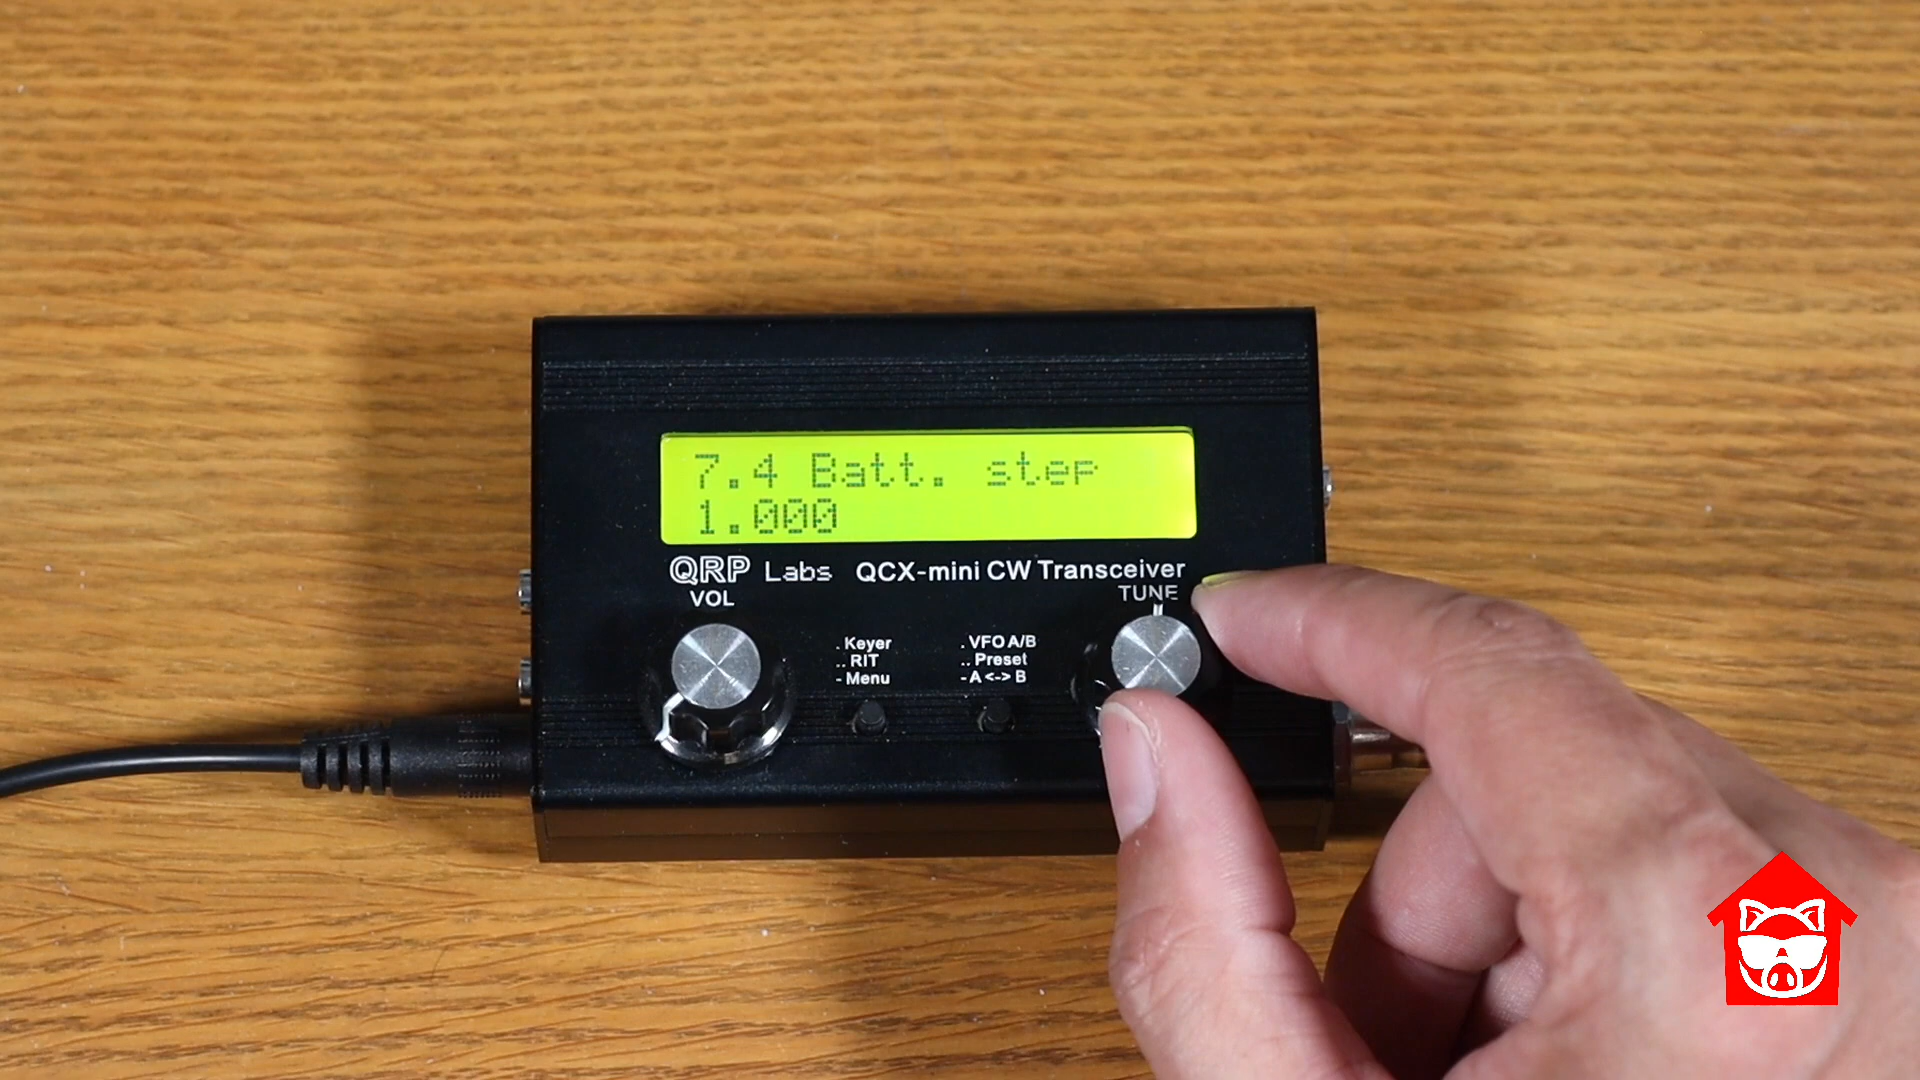 7.4 Batt. step
1.000
QRP Labs QCX-mini CW Transceiver
VOL
TUNE
. Keyer
.. RIT
- Menu
. VFO A/B
.. Preset
- A <-> B